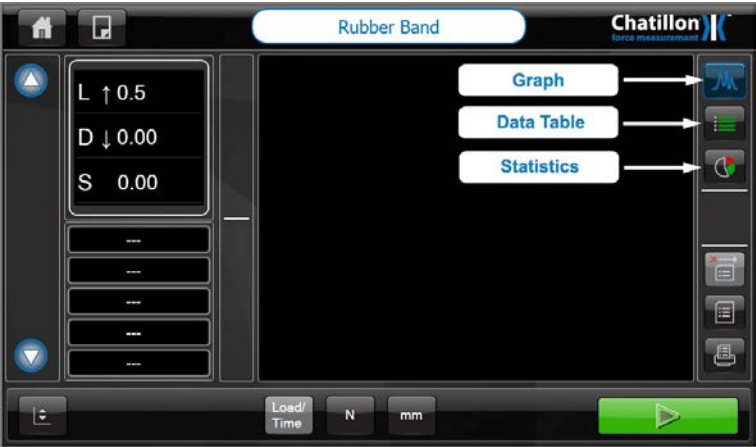 Rubber Band
Chatillon
force measurement
L ↑ 0.5
D ↓ 0.00
S 0.00
---
---
---
---
---
Graph
Data Table
Statistics
Load/
Time
N
mm